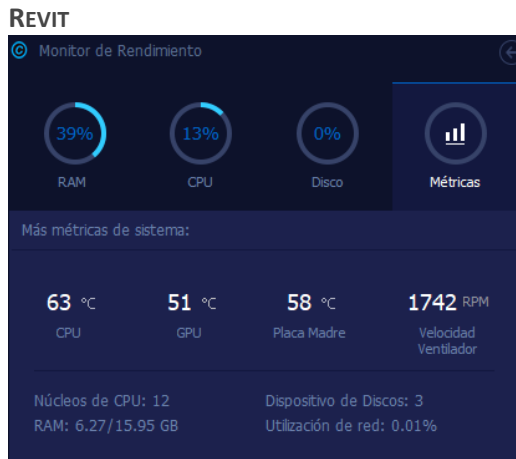 REVIT
© Monitor de Rendimiento
39% 13% 0%
RAM CPU Disco Métricas
Más métricas de sistema:
63 °C 51 °C 58 °C 1742 RPM
CPU GPU Placa Madre Velocidad
Ventilador
Núcleos de CPU: 12 Dispositivo de Discos: 3
RAM: 6.27/15.95 GB Utilización de red: 0.01%